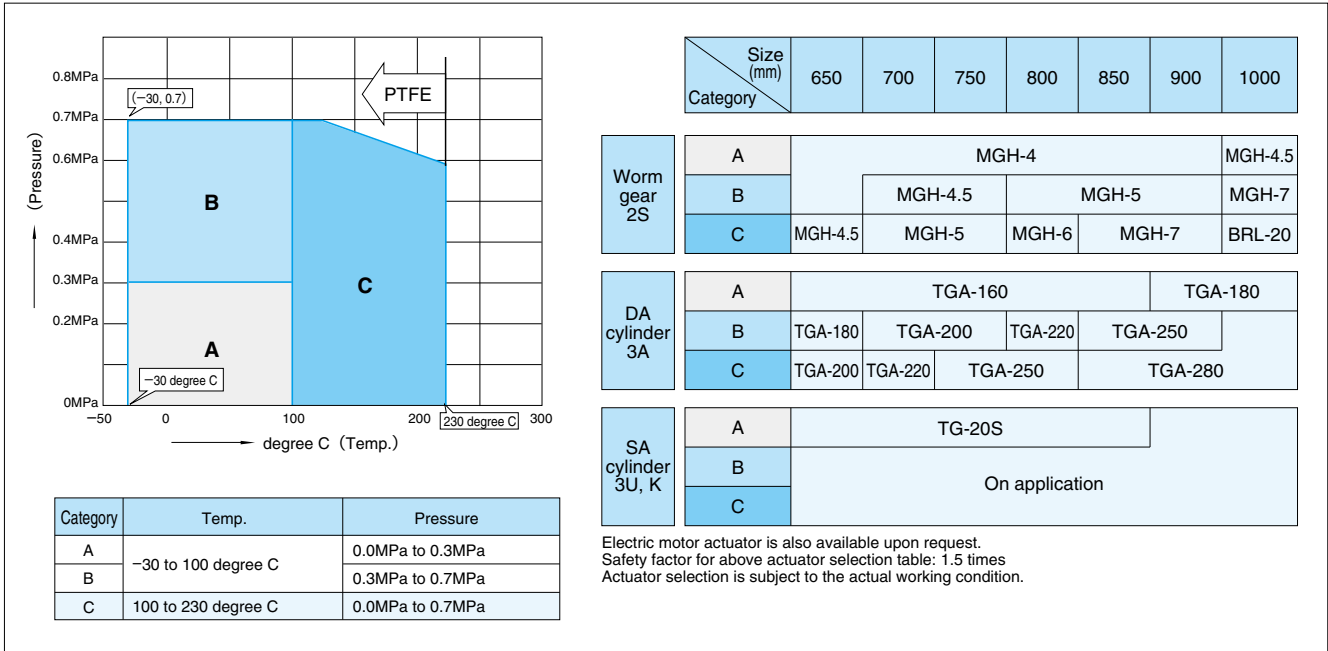 (Pressure)
0.8MPa
0.7MPa
0.6MPa
0.4MPa
0.3MPa
0.2MPa
0MPa
(−30, 0.7)
PTFE
B
C
A
−30 degree C
−50
0
100
200
230 degree C
300
degree C (Temp.)
Category Temp. Pressure
A −30 to 100 degree C 0.0MPa to 0.3MPa
B 0.3MPa to 0.7MPa
C 100 to 230 degree C 0.0MPa to 0.7MPa
Size
(mm)
Category
650 700 750 800 850 900 1000
Worm
gear
2S
A MGH-4 MGH-4.5
B MGH-4.5 MGH-5 MGH-7
C MGH-4.5 MGH-5 MGH-6 MGH-7 BRL-20
DA
cylinder
3A
A TGA-160 TGA-180
B TGA-180 TGA-200 TGA-220 TGA-250
C TGA-200 TGA-220 TGA-250 TGA-280
SA
cylinder
3U, K
A TG-20S
B
On application
C
Electric motor actuator is also available upon request.
Safety factor for above actuator selection table: 1.5 times
Actuator selection is subject to the actual working condition.